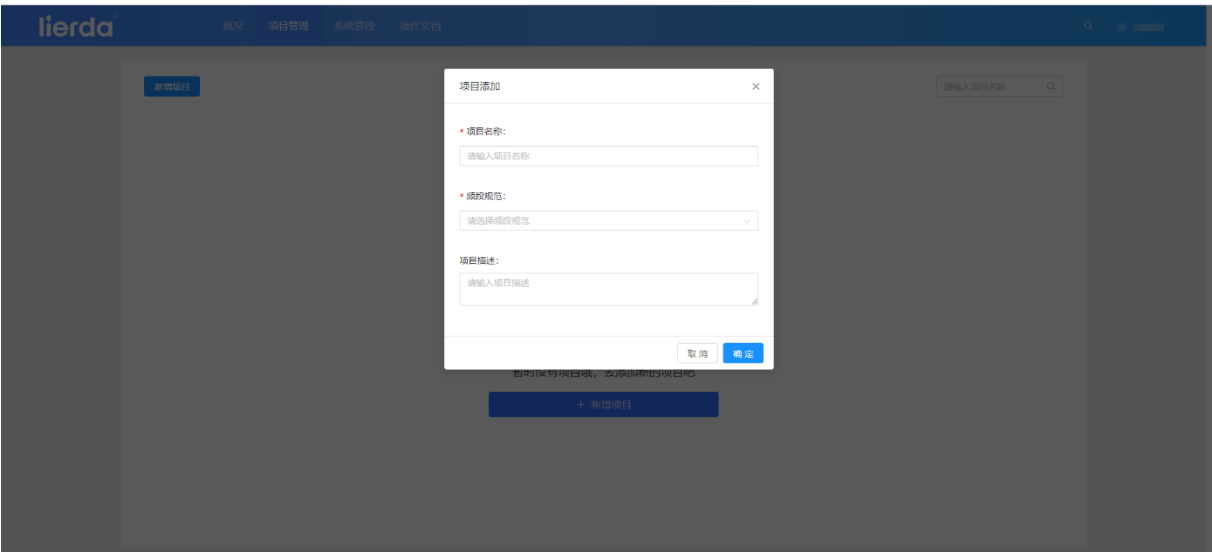 lierda
概况 项目管理 系统管理 操作文档
新增项目
请输入项目名称
项目添加
* 项目名称:
请输入项目名称
* 频段规范:
请选择频段规范
项目描述:
请输入项目描述
取消 确定
暂时没有项目哦，去添加新的项目吧
+ 新增项目